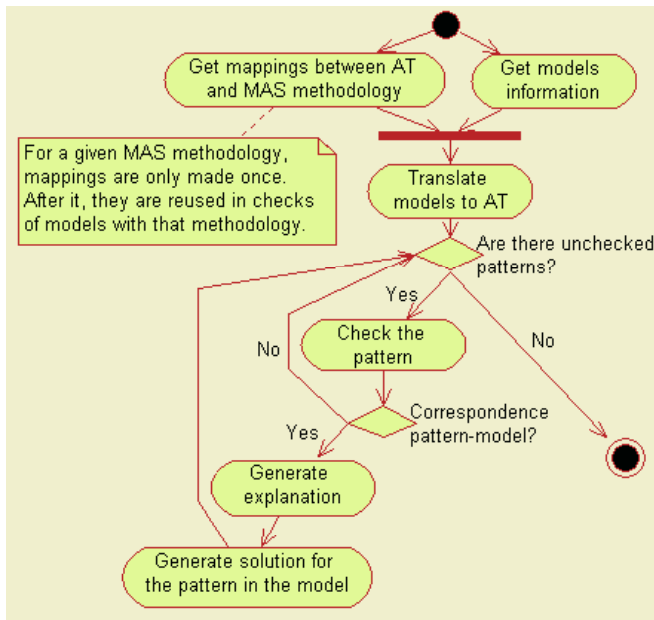 Get mappings between AT
and MAS methodology
Get models
information
For a given MAS methodology,
mappings are only made once.
After it, they are reused in checks
of models with that methodology.
Translate
models to AT
Are there unchecked
patterns?
Yes
No
Check the
pattern
No
Correspondence
pattern-model?
Yes
Generate
explanation
Generate solution for
the pattern in the model